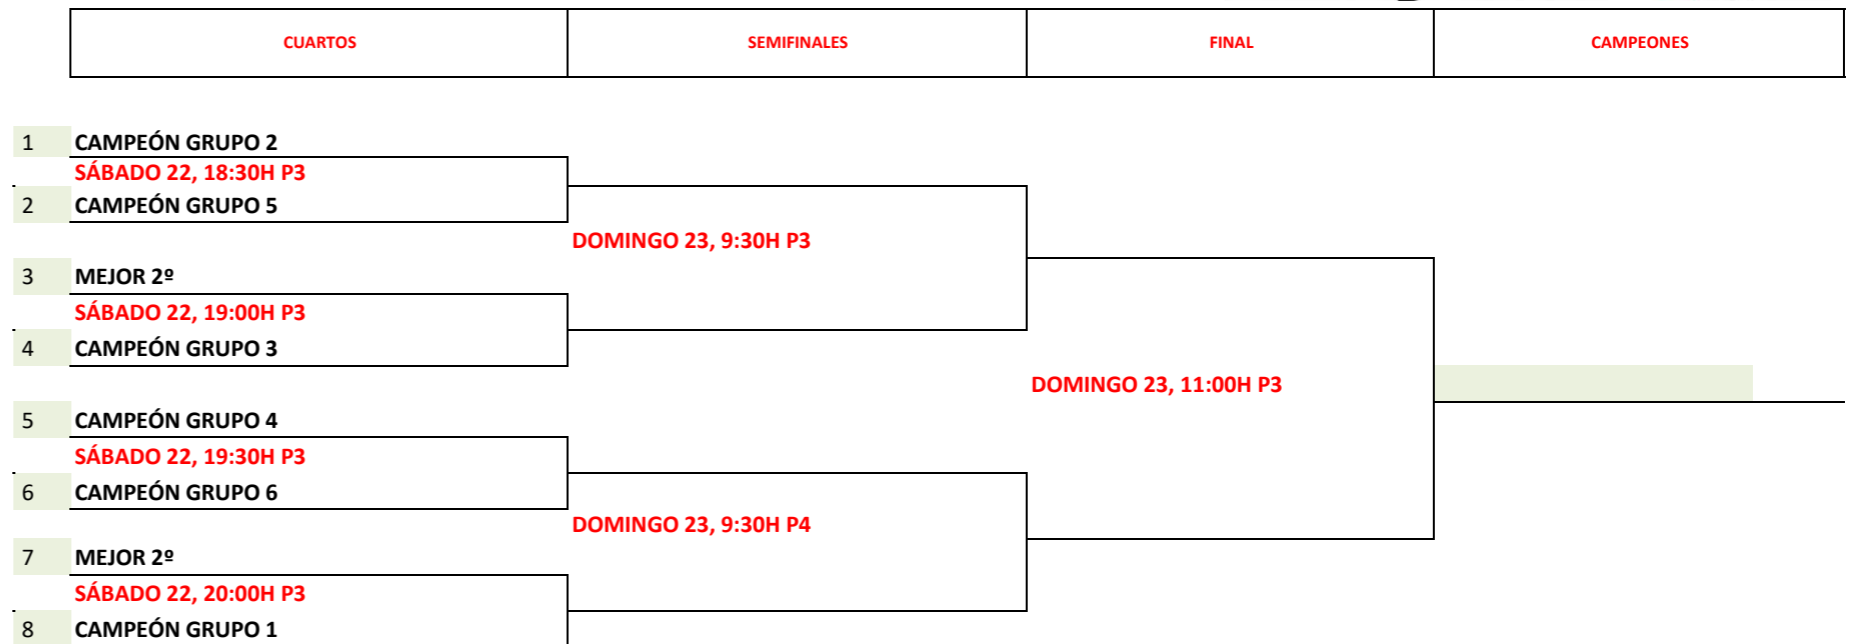 CUARTOS SEMIFINALES FINAL CAMPEONES
1 CAMPEÓN GRUPO 2
SÁBADO 22, 18:30H P3
2 CAMPEÓN GRUPO 5
DOMINGO 23, 9:30H P3
3 MEJOR 2º
SÁBADO 22, 19:00H P3
4 CAMPEÓN GRUPO 3
DOMINGO 23, 11:00H P3
5 CAMPEÓN GRUPO 4
SÁBADO 22, 19:30H P3
6 CAMPEÓN GRUPO 6
DOMINGO 23, 9:30H P4
7 MEJOR 2º
SÁBADO 22, 20:00H P3
8 CAMPEÓN GRUPO 1